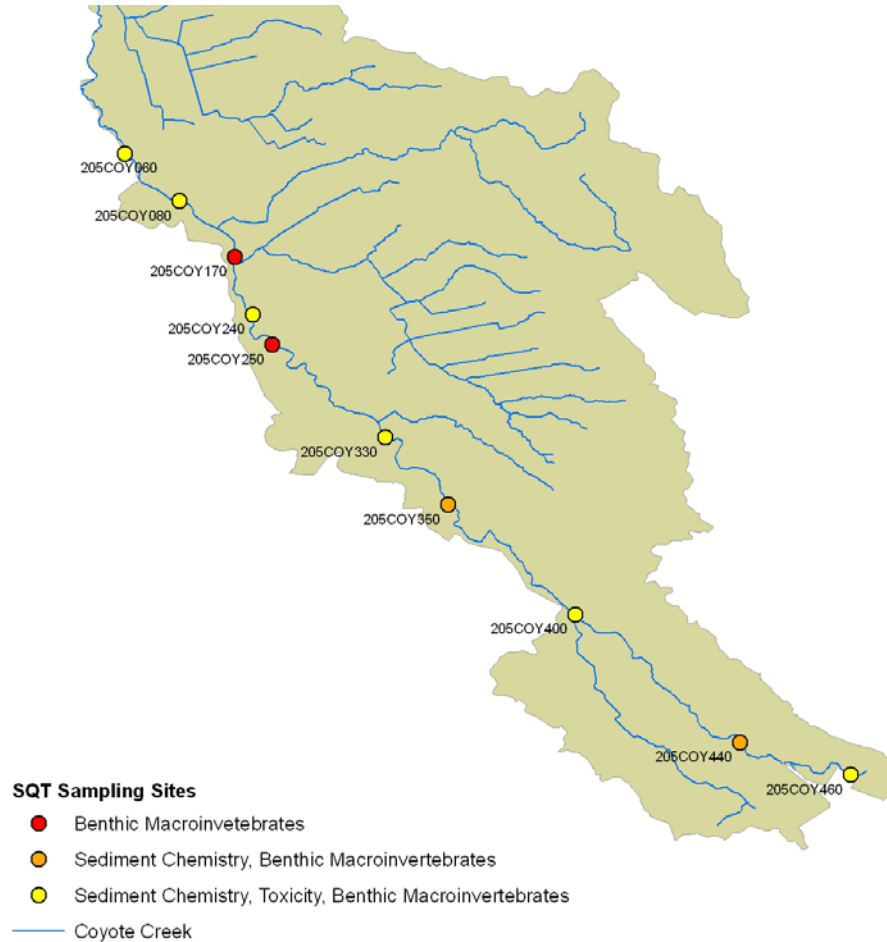 205COY060
205COY080
205COY170
205COY240
205COY250
205COY330
205COY350
205COY400
205COY440
205COY460
SQT Sampling Sites
Benthic Macroinvetebrates
Sediment Chemistry, Benthic Macroinvertebrates
Sediment Chemistry, Toxicity, Benthic Macroinvertebrates
Coyote Creek